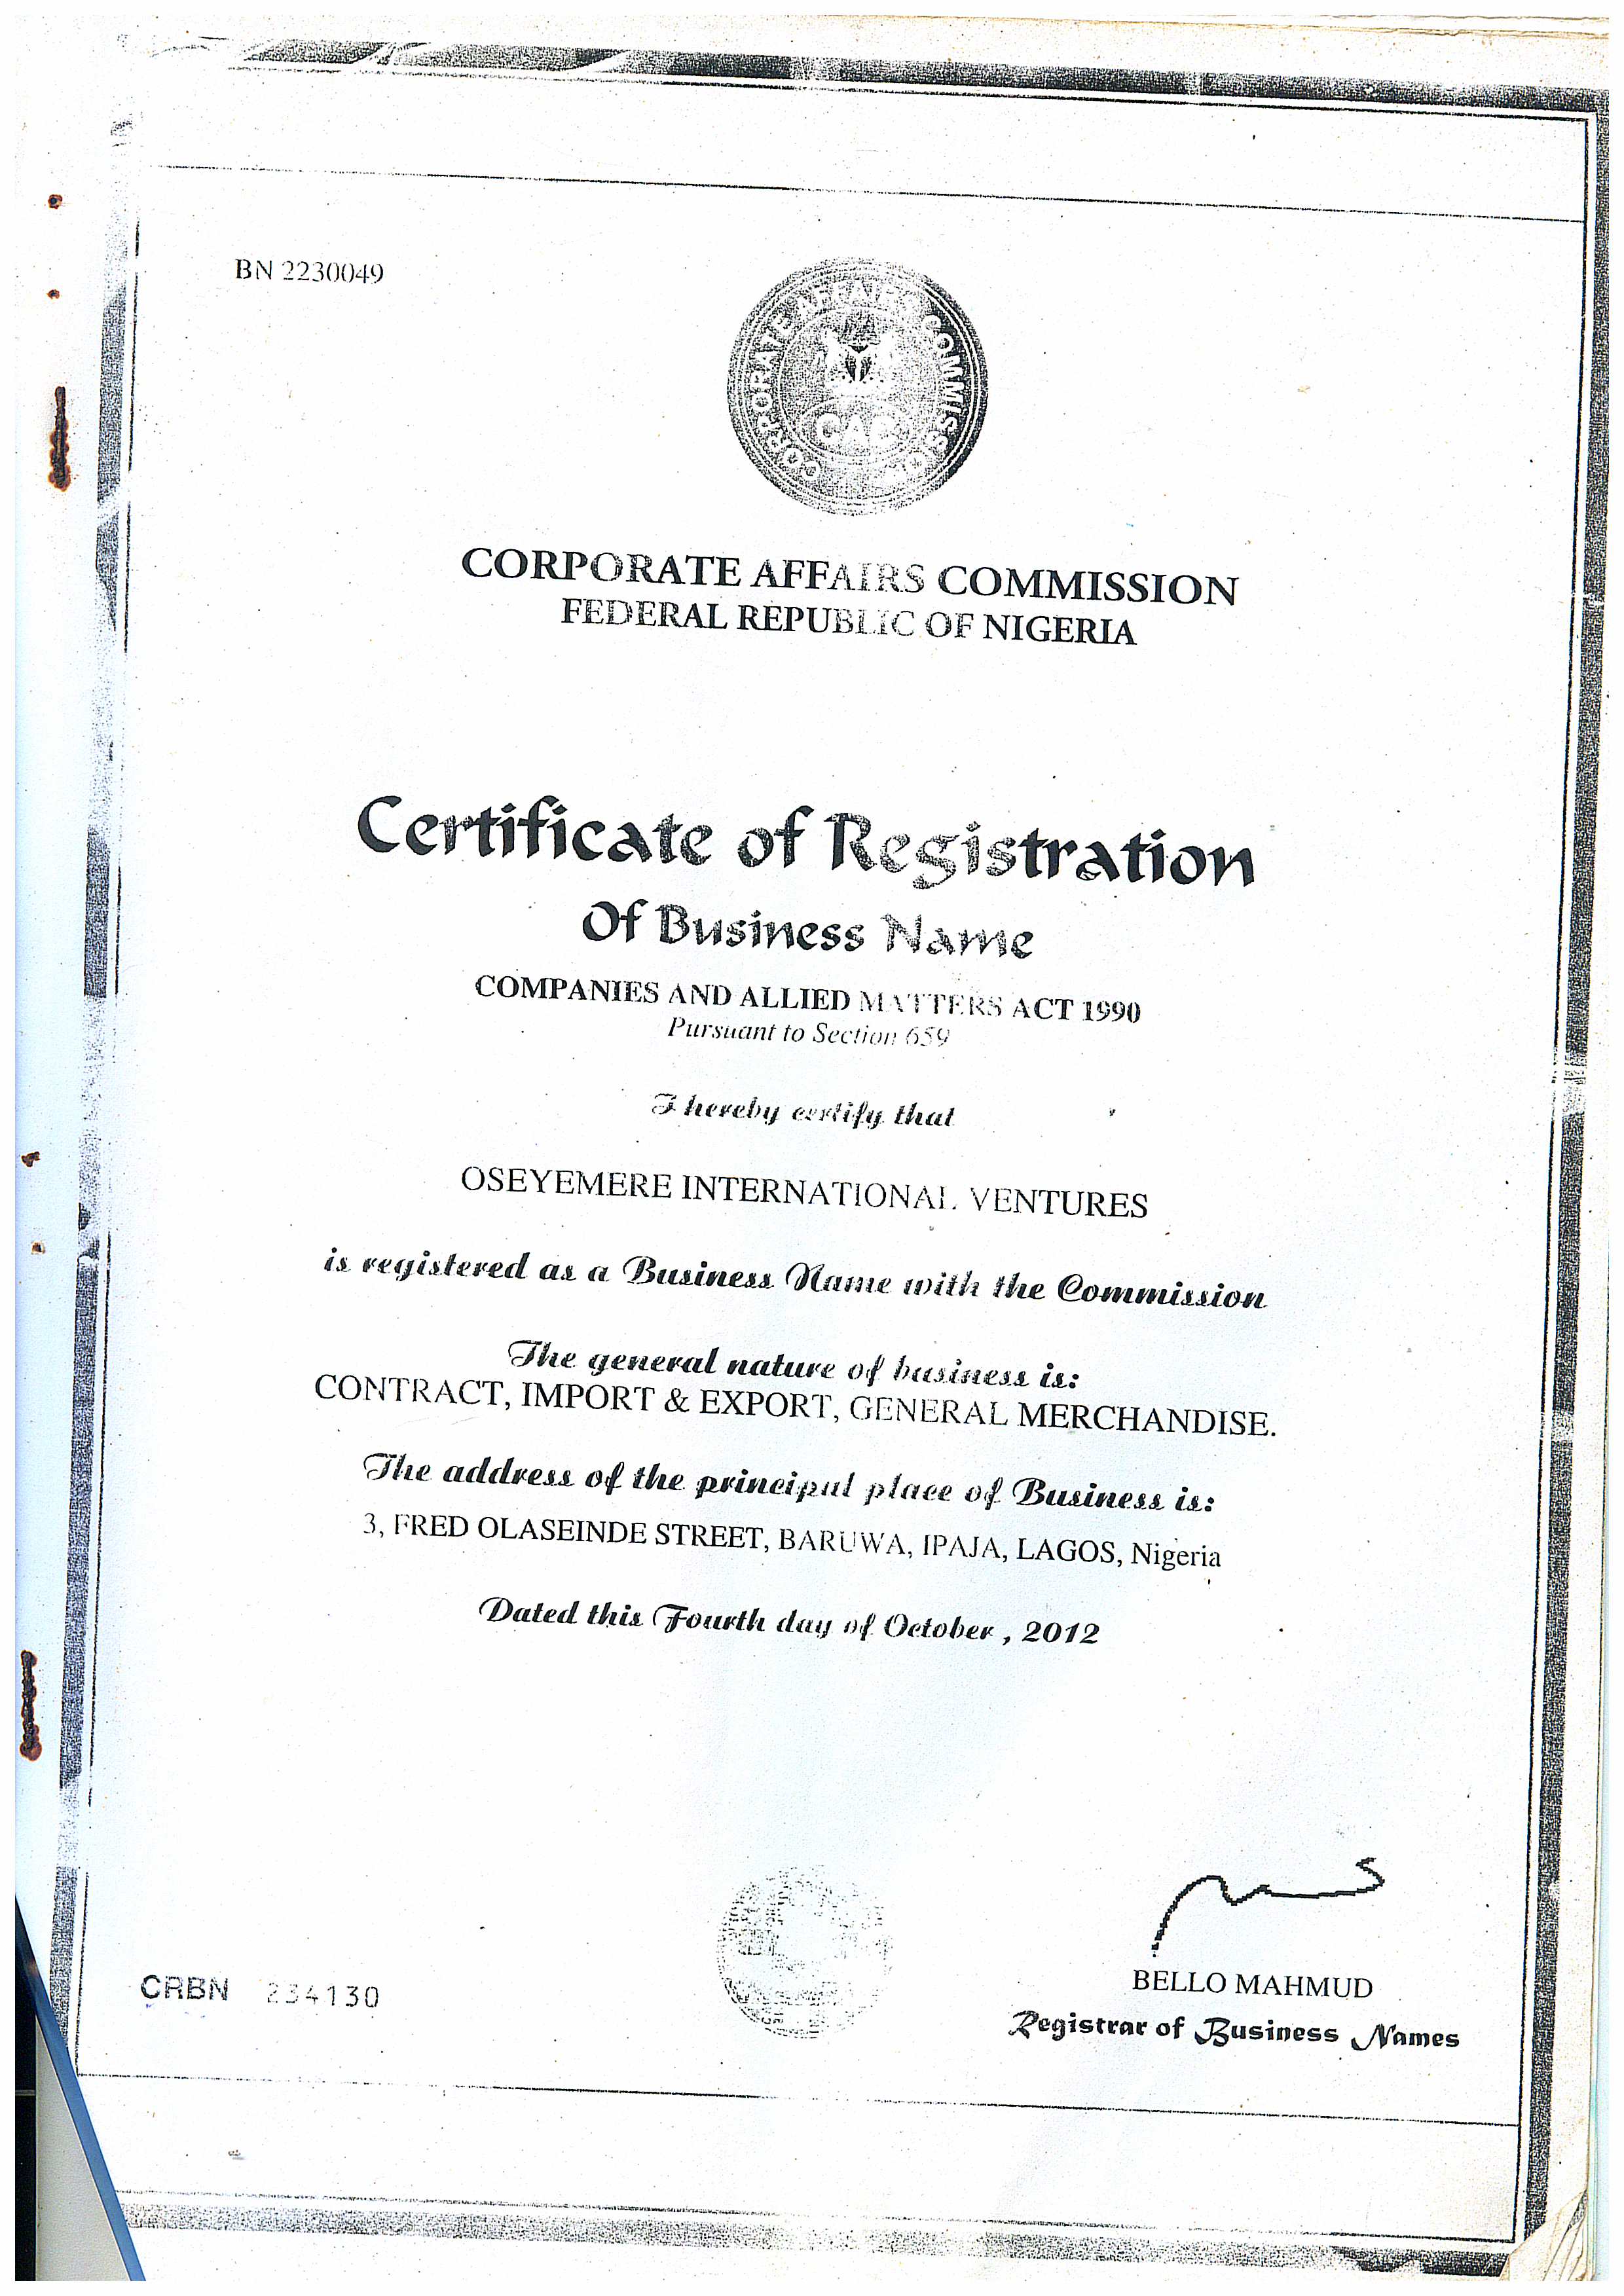 BN 2230049
CORPORATE AFFAIRS COMMISSION
CAC
CORPORATE AFFAIRS COMMISSION
FEDERAL REPUBLIC OF NIGERIA
Certificate of Registration
Of Business Name
COMPANIES AND ALLIED MATTERS ACT 1990
Pursuant to Section 659
I hereby certify that
OSEYEMERE INTERNATIONAL VENTURES
is registered as a Business Name with the Commission
The general nature of business is:
CONTRACT, IMPORT & EXPORT, GENERAL MERCHANDISE.
The address of the principal place of Business is:
3, FRED OLASEINDE STREET, BARUWA, IPAJA, LAGOS, Nigeria
Dated this Fourth day of October , 2012
BELLO MAHMUD
Registrar of Business Names
CRBN 234130